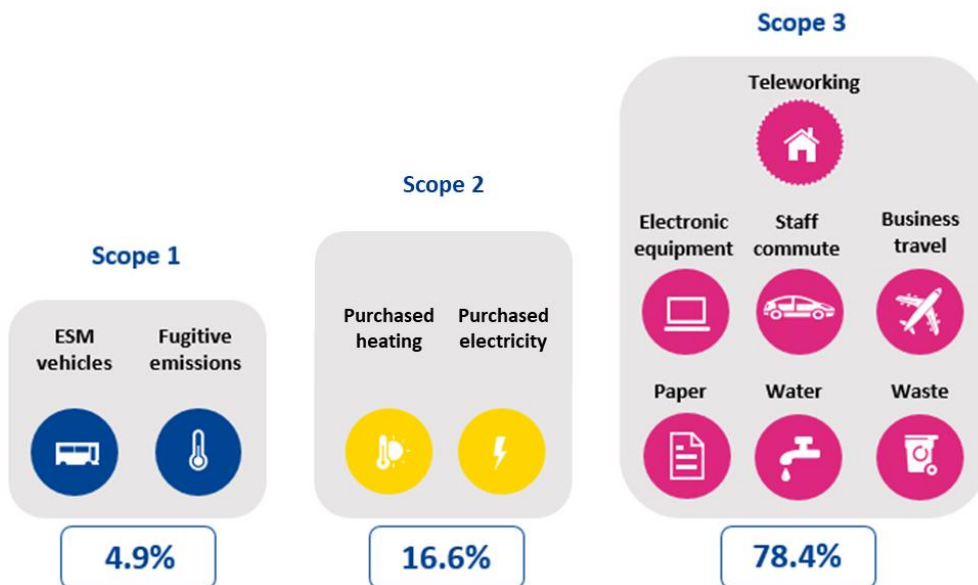 Scope 1
ESM
vehicles
Fugitive
emissions
4.9%
Scope 2
Purchased
heating
Purchased
electricity
16.6%
Scope 3
Teleworking
Electronic
equipment
Staff
commute
Business
travel
Paper
Water
Waste
78.4%